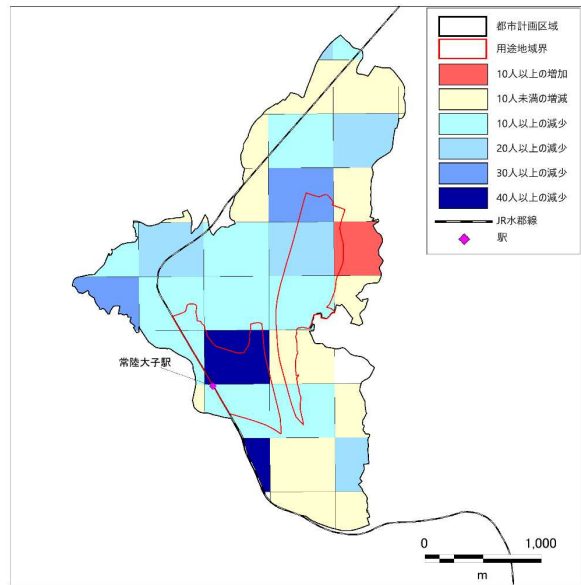 都市計画区域
用途地域界
10人以上の増加
10人未満の増減
10人以上の減少
20人以上の減少
30人以上の減少
40人以上の減少
JR水郡線
駅
常陸大子駅
0 1,000
m